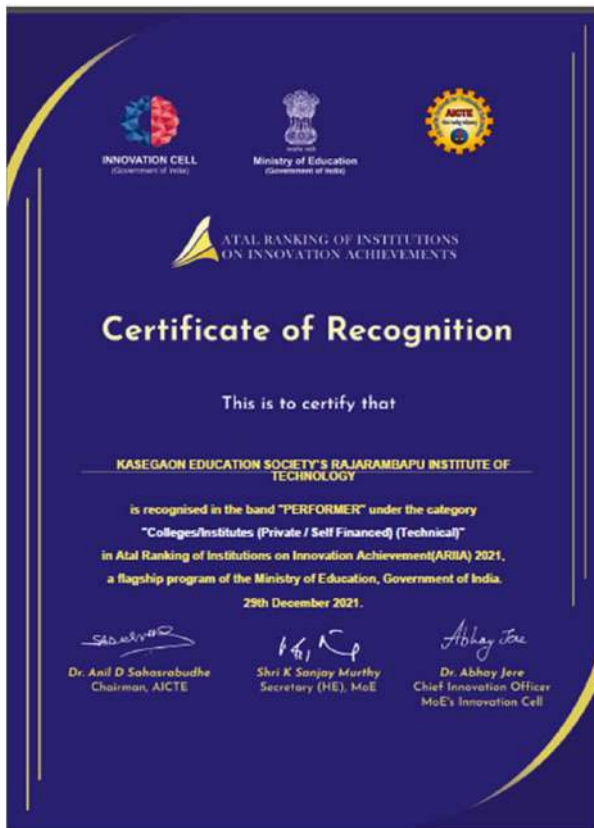 INNOVATION CELL
(Government of India)
Ministry of Education
(Government of India)
AICTE
ATAL RANKING OF INSTITUTIONS
ON INNOVATION ACHIEVEMENTS
Certificate of Recognition
This is to certify that
KASEGAON EDUCATION SOCIETY'S RAJARAMBAPU INSTITUTE OF
TECHNOLOGY
is recognised in the band "PERFORMER" under the category
"Colleges/Institutes (Private / Self Financed) (Technical)"
in Atal Ranking of Institutions on Innovation Achievement(ARIIA) 2021,
a flagship program of the Ministry of Education, Government of India.
29th December 2021.
Abhay Jere
Dr. Anil D Sahasrabudhe
Chairman, AICTE
Shri K Sanjay Murthy
Secretary (HE), MoE
Dr. Abhay Jere
Chief Innovation Officer
MoE's Innovation Cell